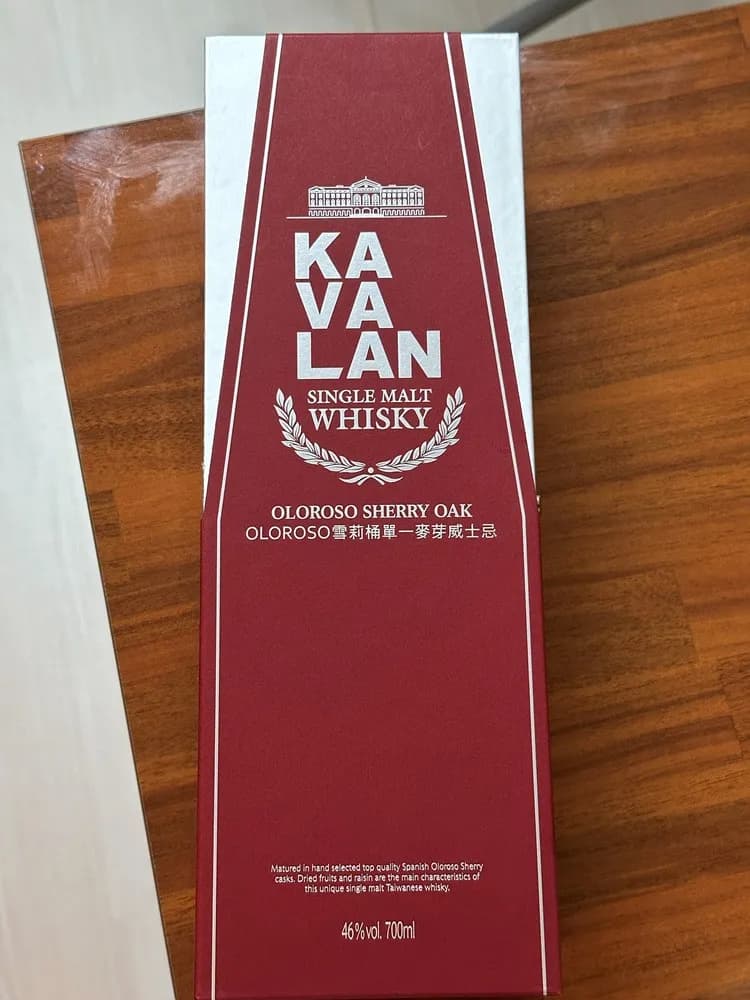 KA
VA
LAN
SINGLE MALT
WHISKY
OLOROSO SHERRY OAK
OLOROSO雪莉桶單一麥芽威士忌
Matured in hand selected top quality Spanish Oloroso Sherry
casks. Dried fruits and raisin are the main characteristics of
this unique single malt Taiwanese whisky.
46%vol. 700ml